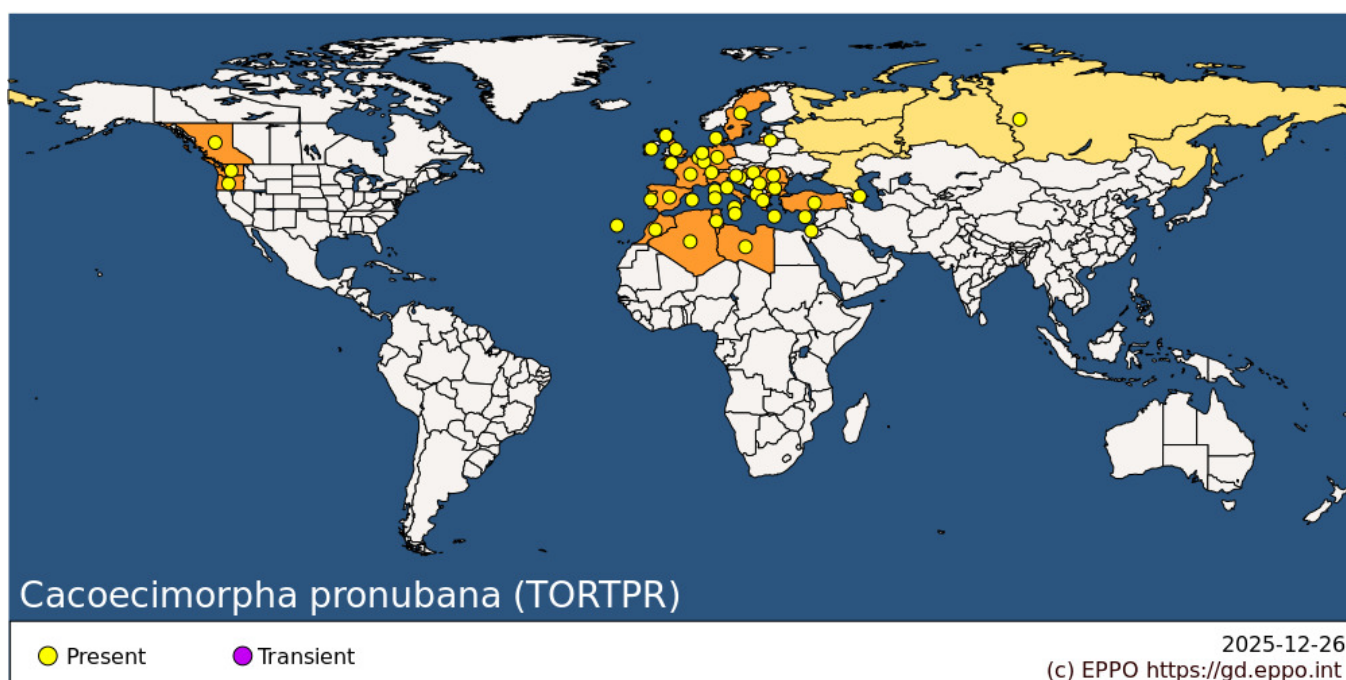 Cacoecimorpha pronubana (TORTPR)
Present
Transient
2025-12-26
(c) EPPO https://gd.eppo.int